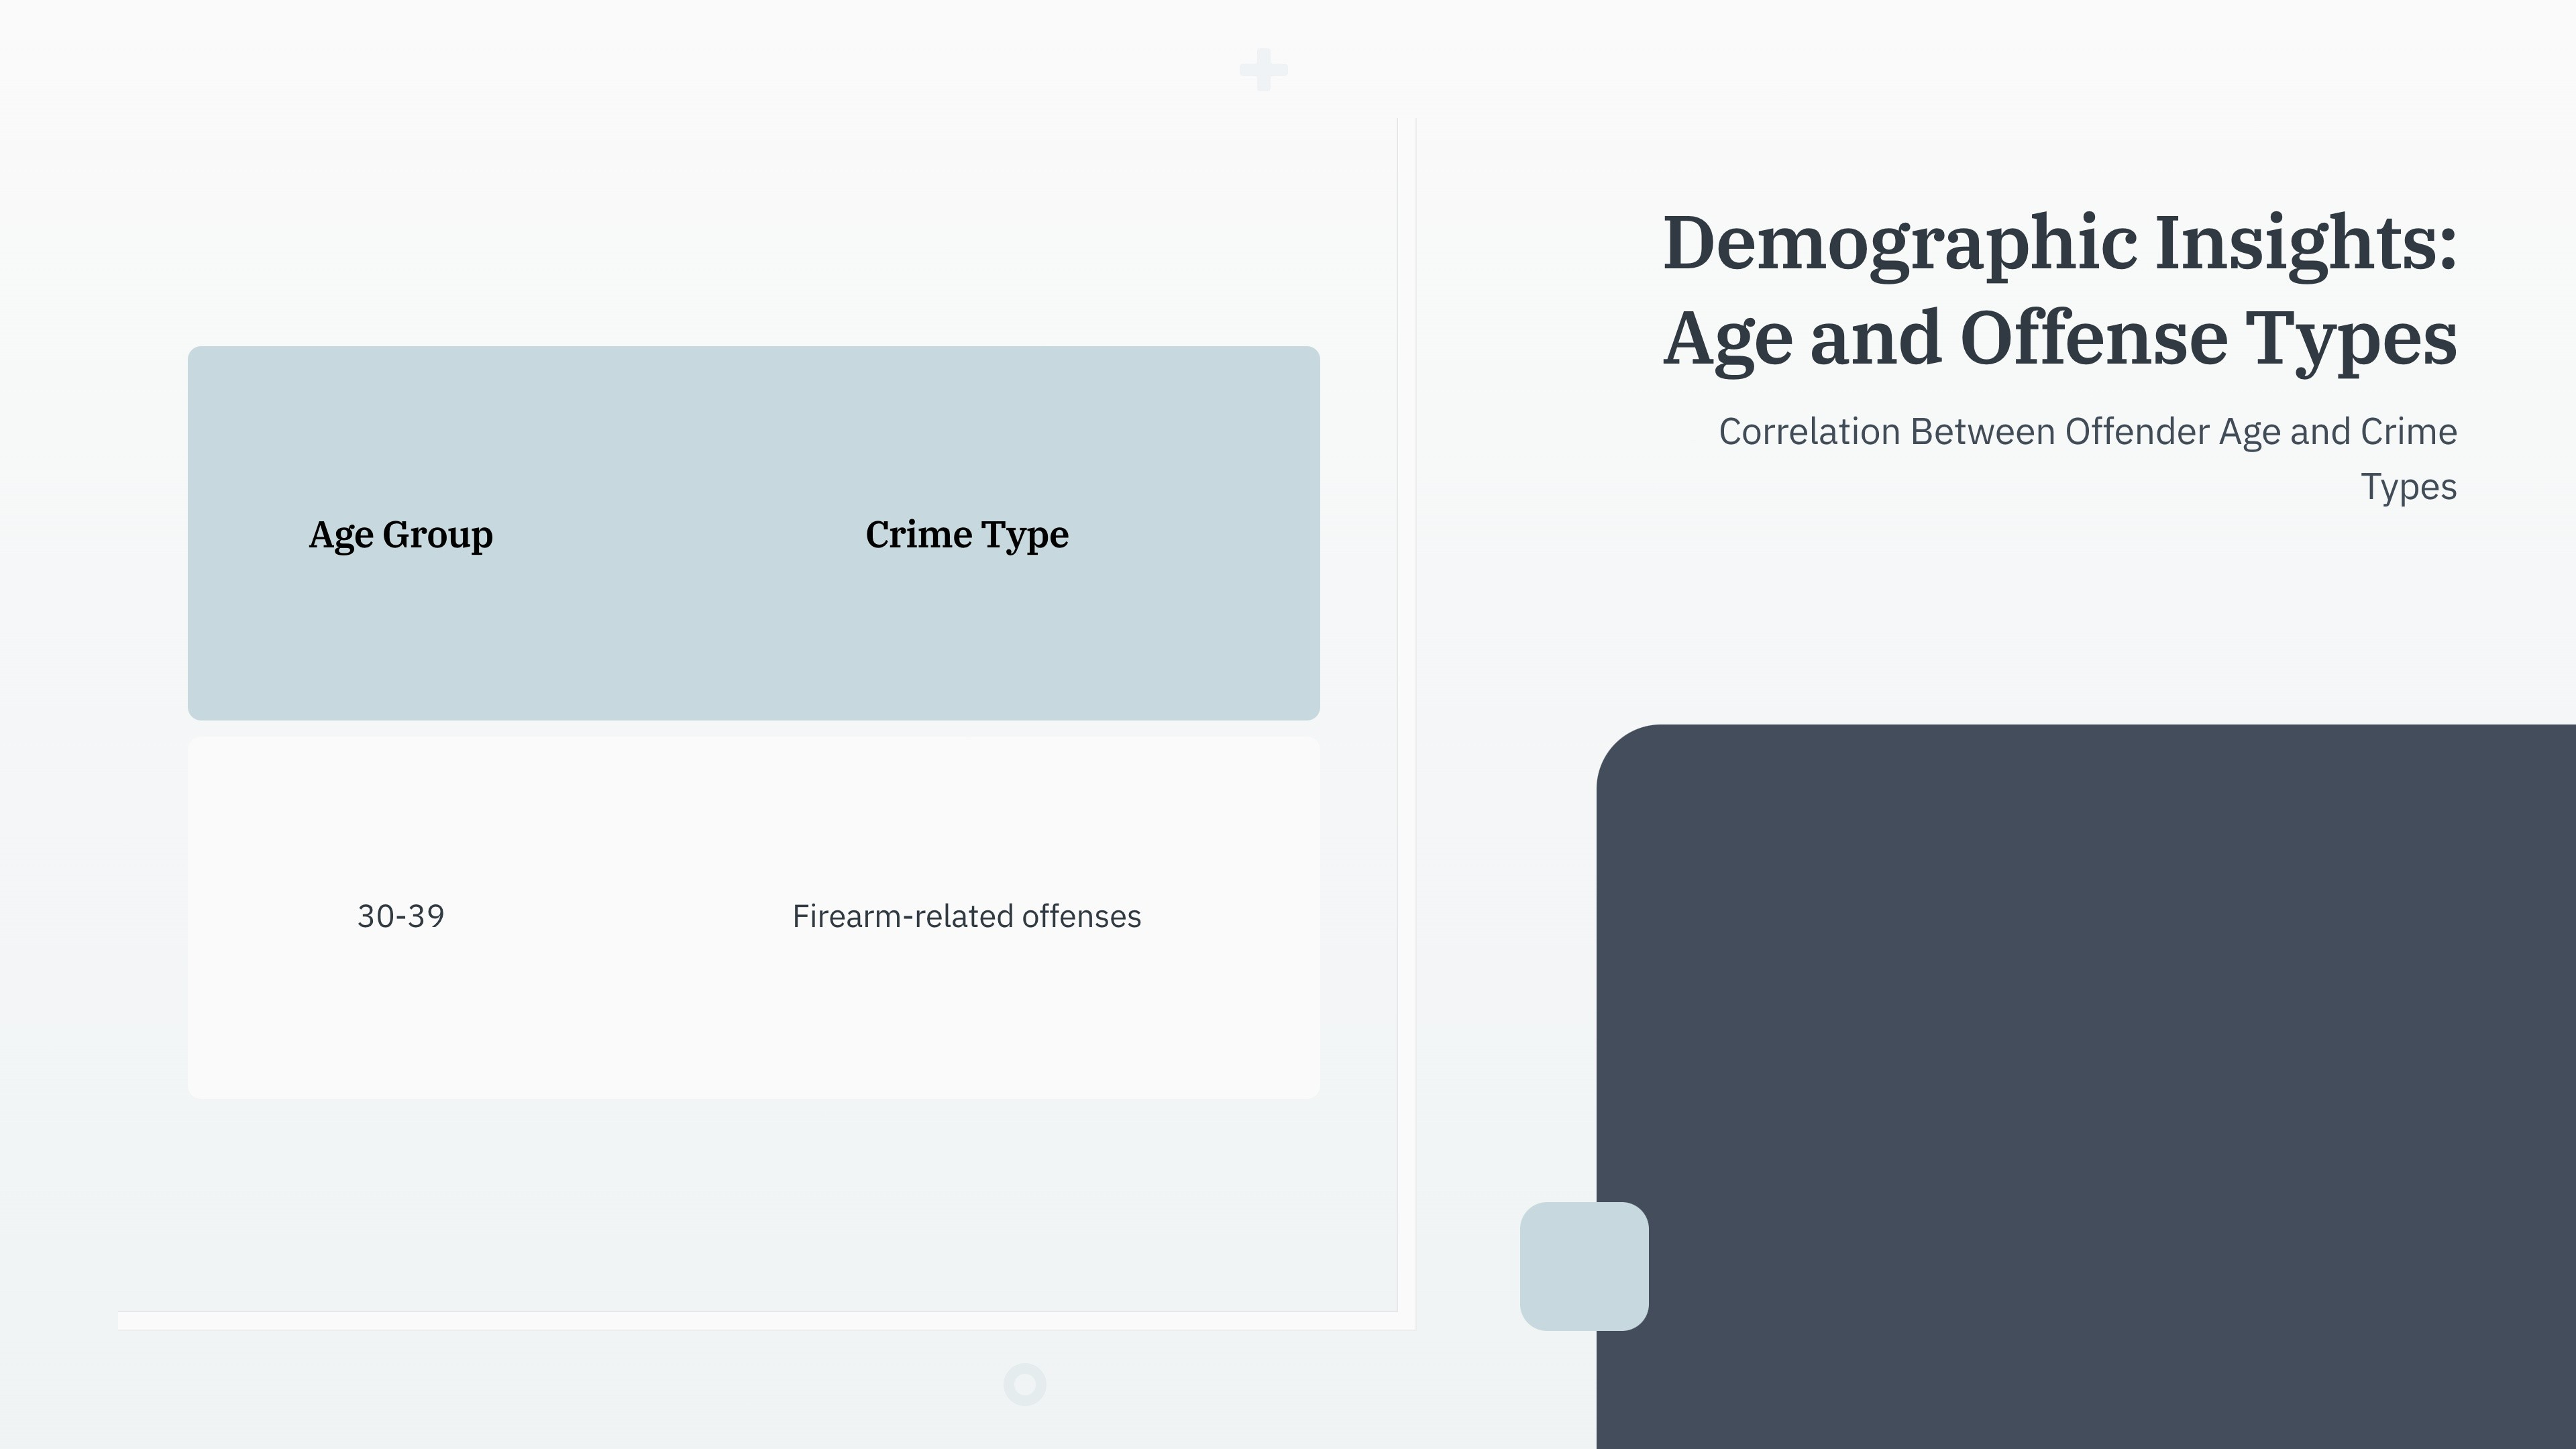 Demographic Insights:
Age and Offense Types
Correlation Between Offender Age and Crime
Types
Age Group Crime Type
30-39 Firearm-related offenses